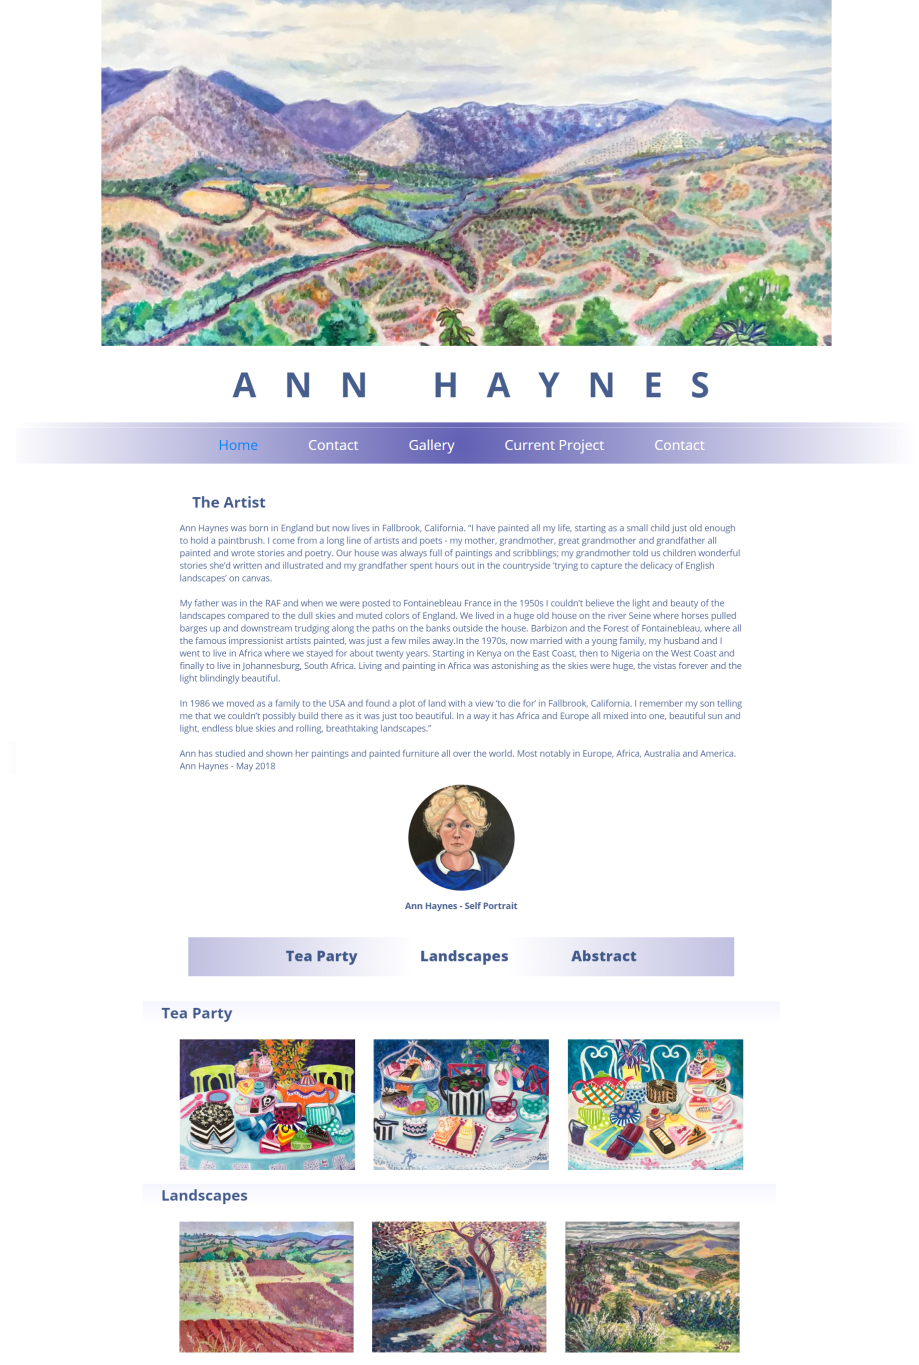 ANN HAYNES
Home Contact Gallery Current Project Contact
The Artist
Ann Haynes was born in England but now lives in Fallbrook, California. “I have painted all my life, starting as a small child just old enough
to hold a paintbrush. I come from a long line of artists and poets - my mother, grandmother, great grandmother and grandfather all
painted and wrote stories and poetry. Our house was always full of paintings and scribblings; my grandmother told us children wonderful
stories she’d written and illustrated and my grandfather spent hours out in the countryside ‘trying to capture the delicacy of English
landscapes’ on canvas.
My father was in the RAF and when we were posted to Fontainebleau France in the 1950s I couldn’t believe the light and beauty of the
landscapes compared to the dull skies and muted colors of England. We lived in a huge old house on the river Seine where horses pulled
barges up and downstream trudging along the paths on the banks outside the house. Barbizon and the Forest of Fontainebleau, where all
the famous impressionist artists painted, was just a few miles away.In the 1970s, now married with a young family, my husband and I
went to live in Africa where we stayed for about twenty years. Starting in Kenya on the East Coast, then to Nigeria on the West Coast and
finally to live in Johannesburg, South Africa. Living and painting in Africa was astonishing as the skies were huge, the vistas forever and the
light blindingly beautiful.
In 1986 we moved as a family to the USA and found a plot of land with a view ‘to die for’ in Fallbrook, California. I remember my son telling
me that we couldn’t possibly build there as it was just too beautiful. In a way it has Africa and Europe all mixed into one, beautiful sun and
light, endless blue skies and rolling, breathtaking landscapes.”
Ann has studied and shown her paintings and painted furniture all over the world. Most notably in Europe, Africa, Australia and America.
Ann Haynes - May 2018
Ann Haynes - Self Portrait
Tea Party Landscapes Abstract
Tea Party
Landscapes
ANN